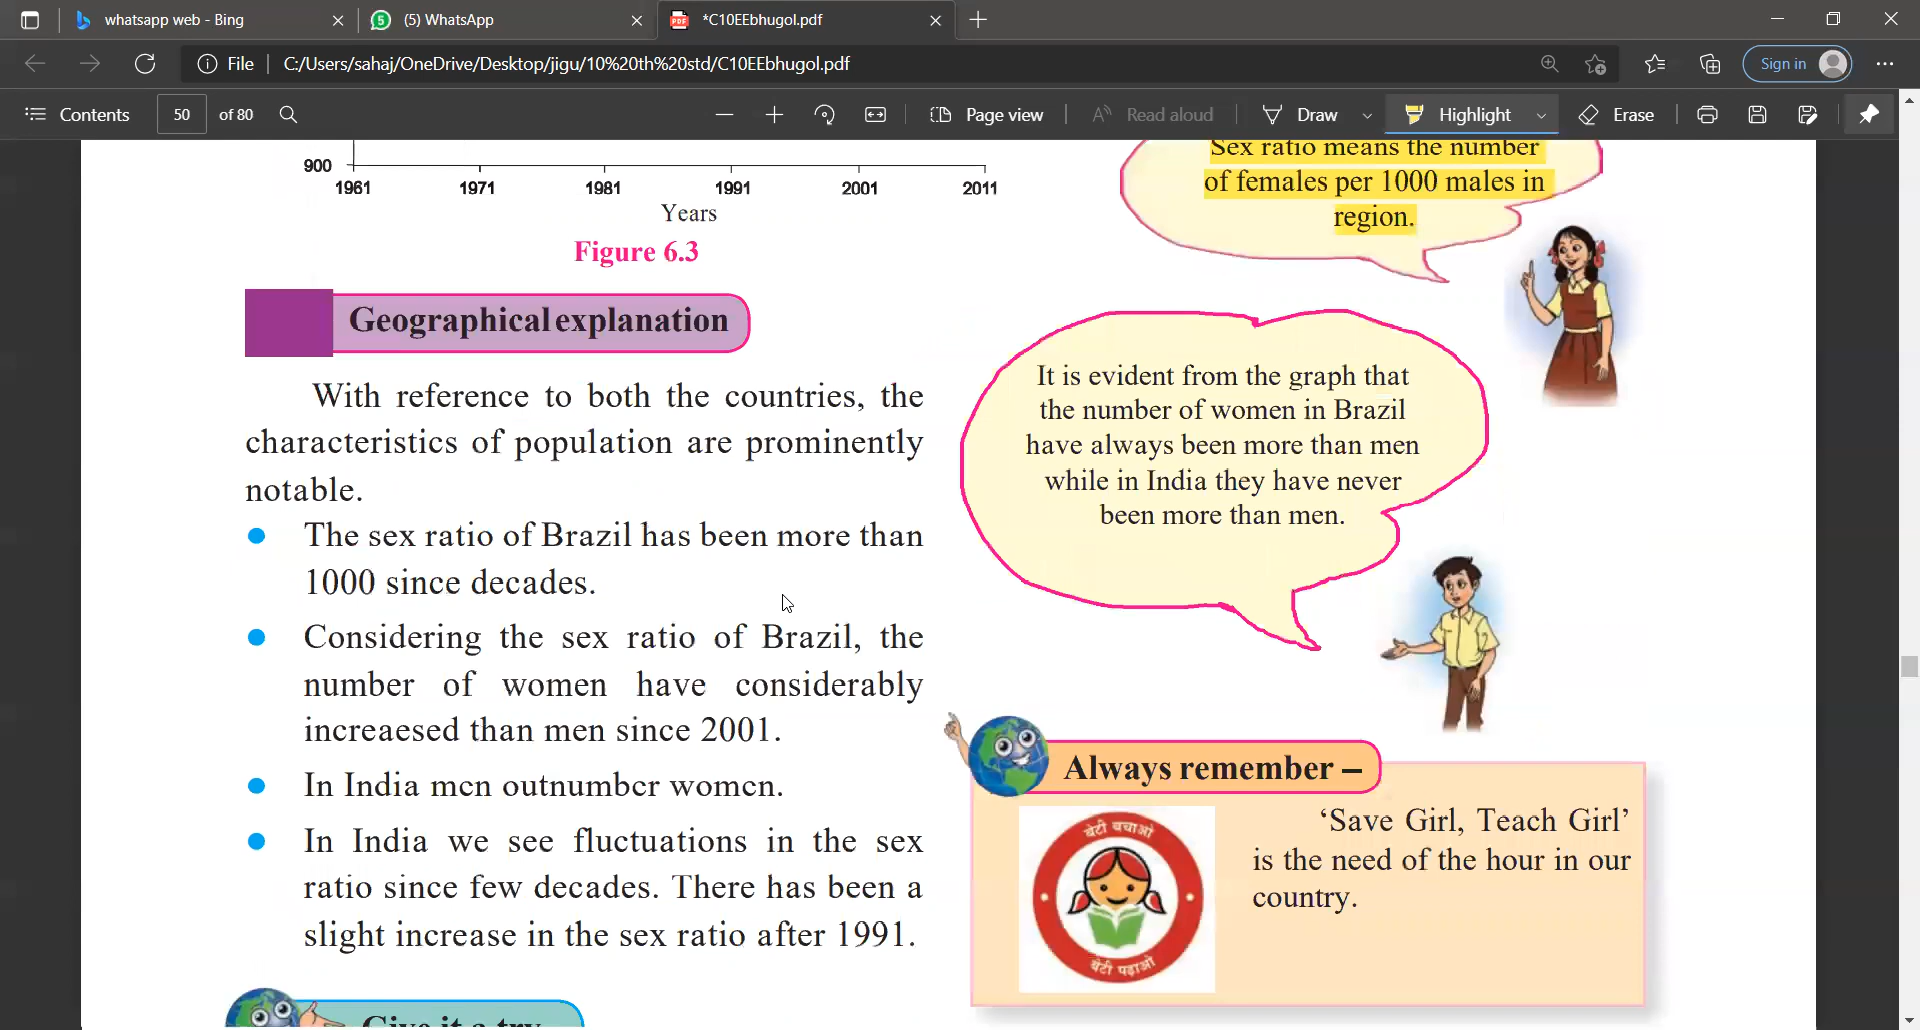 whatsapp web - Bing
(5) WhatsApp
*C10EEbhugol.pdf
File
C:/Users/sahaj/OneDrive/Desktop/jigu/10%20th%20std/C10EEbhugol.pdf
Sign in
Contents
50
of 80
Page view
Read aloud
Draw
Highlight
Erase
900
1961 1971 1981 1991 2001 2011
Years
Figure 6.3
Geographical explanation
With reference to both the countries, the
characteristics of population are prominently
notable.
The sex ratio of Brazil has been more than
1000 since decades.
Considering the sex ratio of Brazil, the
number of women have considerably
increaesed than men since 2001.
In India men outnumber women.
In India we see fluctuations in the sex
ratio since few decades. There has been a
slight increase in the sex ratio after 1991.
Give it a try
Sex ratio means the number
of females per 1000 males in
region.
It is evident from the graph that
the number of women in Brazil
have always been more than men
while in India they have never
been more than men.
Always remember –
बेटी बचाओ
बेटी पढ़ाओ
‘Save Girl, Teach Girl’
is the need of the hour in our
country.